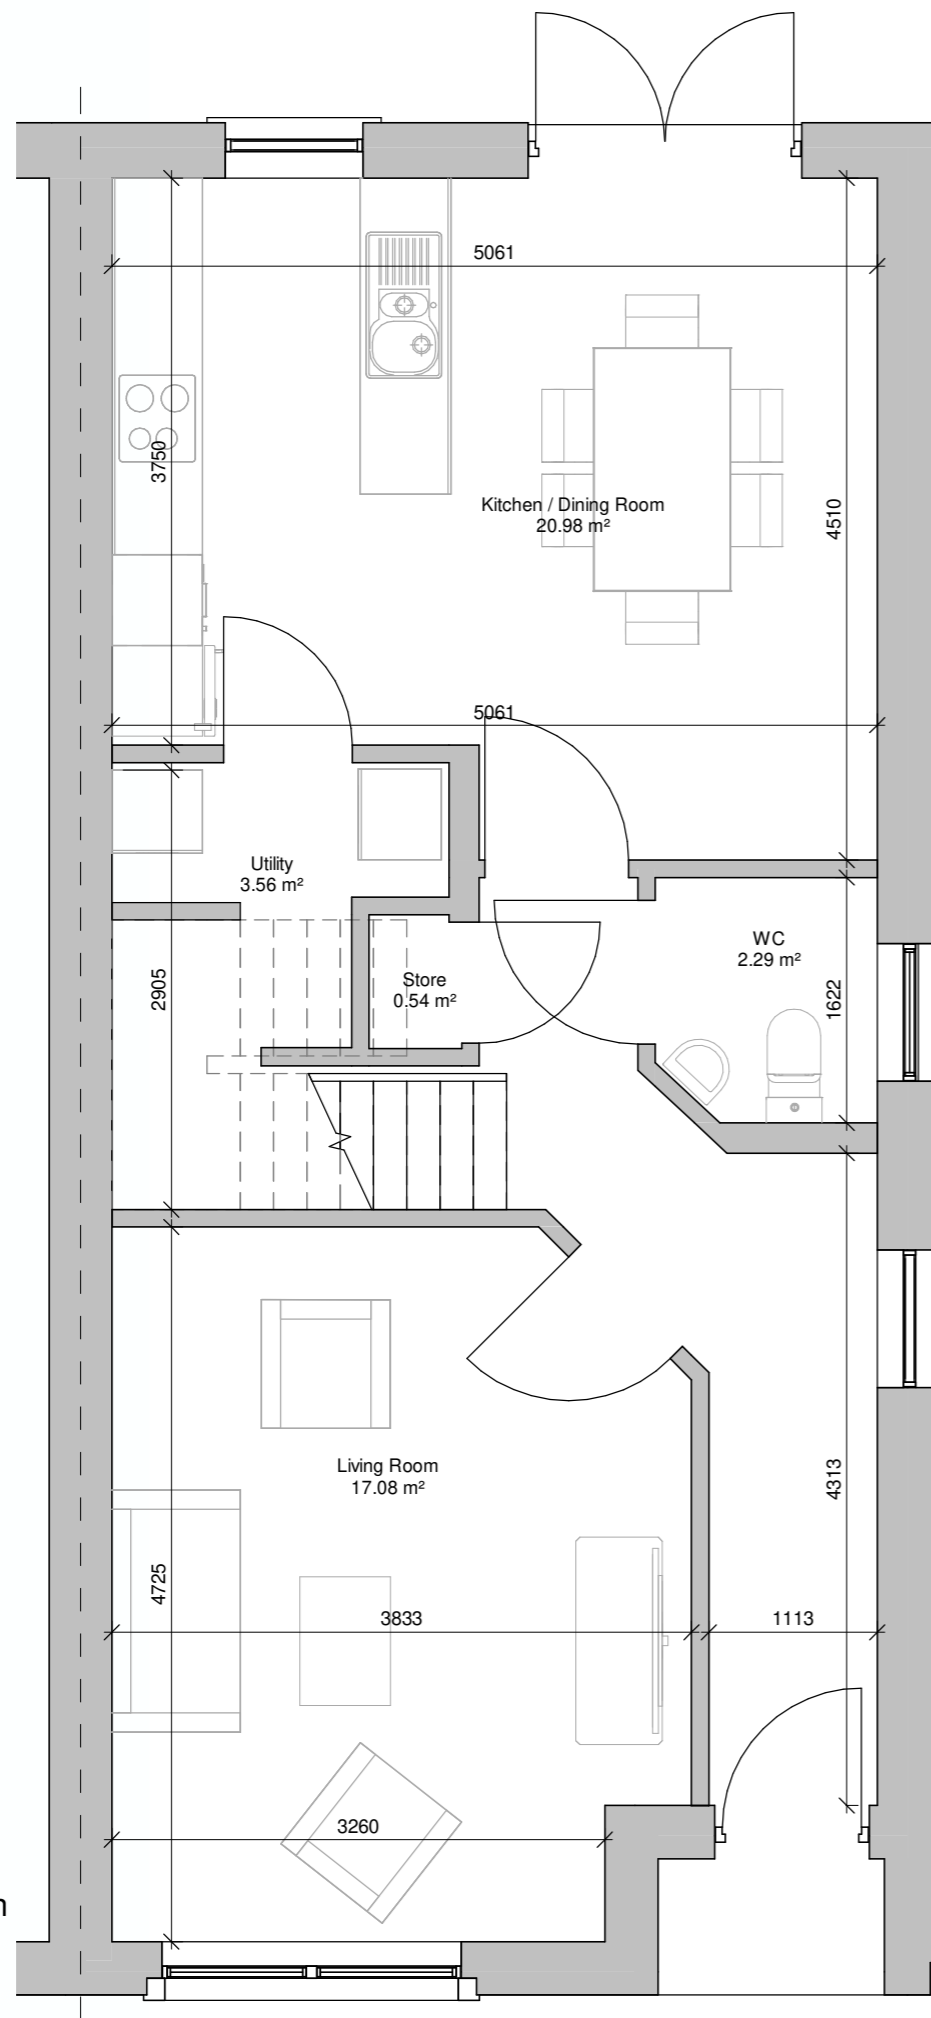 5061
3750
Kitchen / Dining Room
20.98 m²
4510
5061
Utility
3.56 m²
WC
2.29 m²
Store
0.54 m²
2905
1622
Living Room
17.08 m²
4313
4725
3833
1113
3260